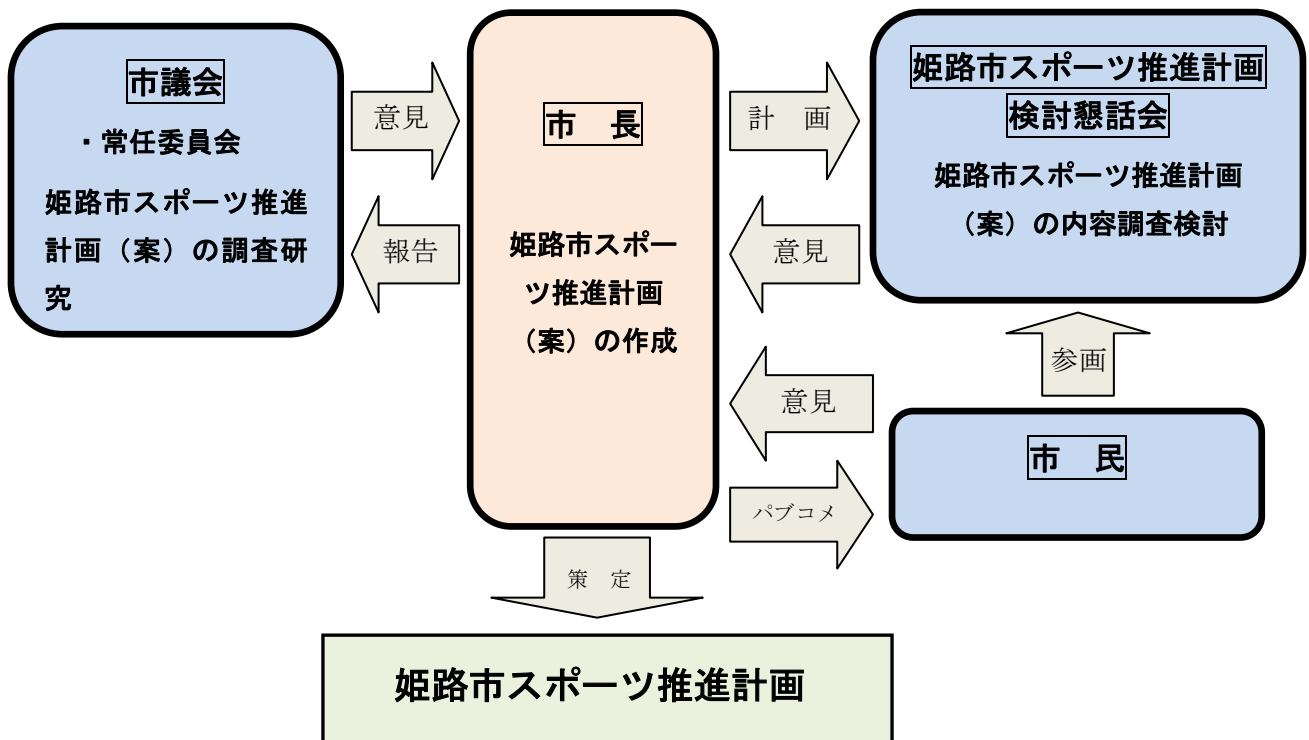 市議会
・常任委員会
姫路市スポーツ推進
計画（案）の調査研
究
意見
報告
市　長
姫路市スポー
ツ推進計画
（案）の作成
計　画
意見
意見
パブコメ
姫路市スポーツ推進計画
検討懇話会
姫路市スポーツ推進計画
（案）の内容調査検討
参画
市　民
策　定
姫路市スポーツ推進計画